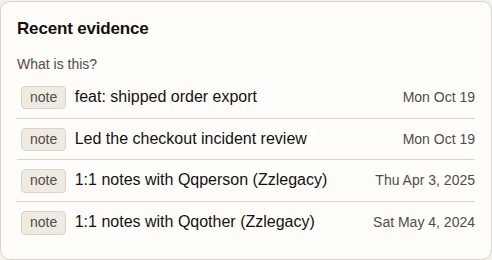 Recent evidence
What is this?
note feat: shipped order export Mon Oct 19
note Led the checkout incident review Mon Oct 19
note 1:1 notes with Qqperson (Zzlegacy) Thu Apr 3, 2025
note 1:1 notes with Qqother (Zzlegacy) Sat May 4, 2024